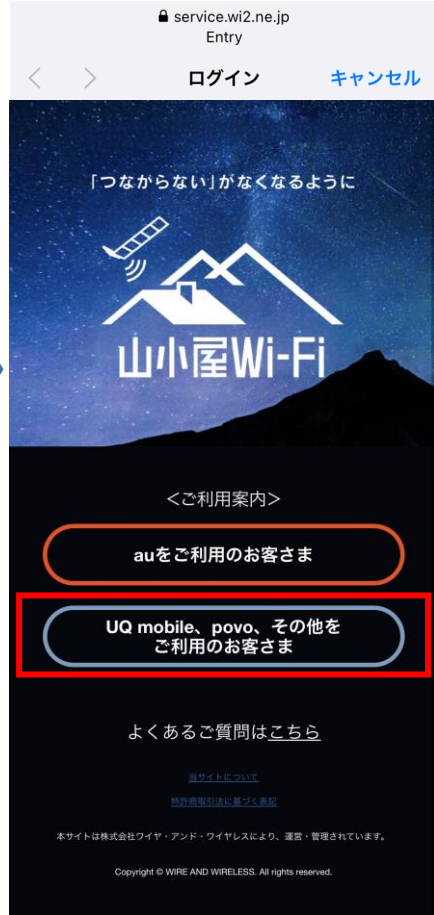 service.wi2.ne.jp
Entry
ログイン
キャンセル
「つながらない」がなくなるように
山小屋Wi-Fi
＜ご利用案内＞
auをご利用のお客さま
UQ mobile、povo、その他を
ご利用のお客さま
よくあるご質問はこちら
当サイトについて
特許商取引法に基づく表記
本サイトは株式会社ワイヤ・アンド・ワイヤレスにより、運営・管理されています。
Copyright © WIRE AND WIRELESS. All rights reserved.